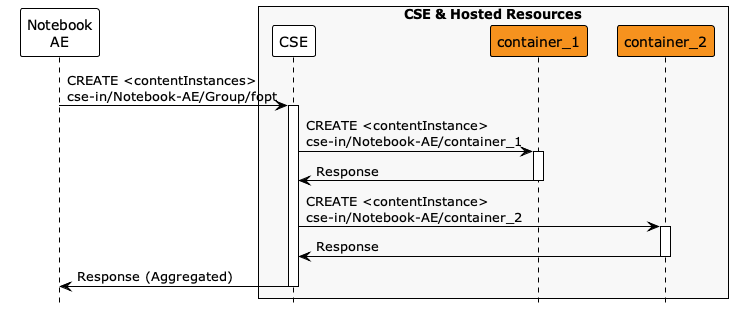 CSE & Hosted Resources
Notebook
AE
CSE
container_1
container_2
CREATE <contentInstances>
cse-in/Notebook-AE/Group/fopt
CREATE <contentInstance>
cse-in/Notebook-AE/container_1
Response
CREATE <contentInstance>
cse-in/Notebook-AE/container_2
Response
Response (Aggregated)